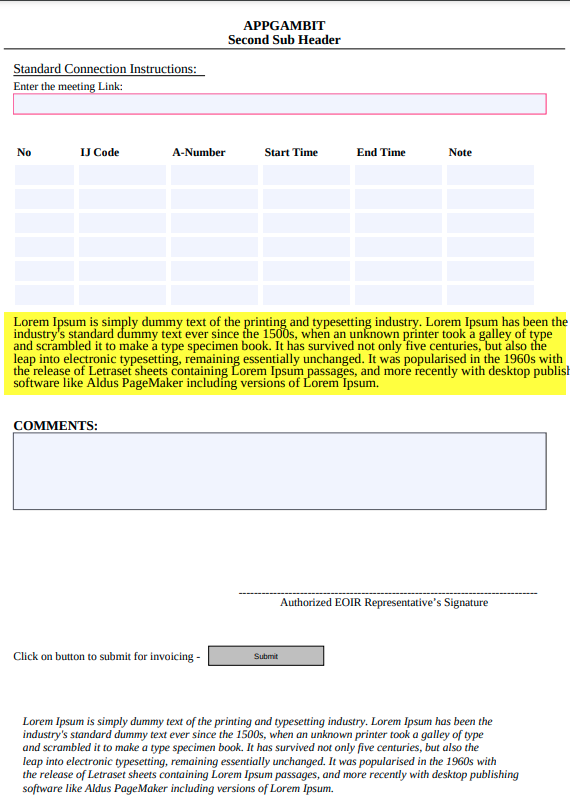 APPGAMBIT
Second Sub Header
Standard Connection Instructions:
Enter the meeting Link:
No IJ Code A-Number Start Time End Time Note
Lorem Ipsum is simply dummy text of the printing and typesetting industry. Lorem Ipsum has been the
industry's standard dummy text ever since the 1500s, when an unknown printer took a galley of type
and scrambled it to make a type specimen book. It has survived not only five centuries, but also the
leap into electronic typesetting, remaining essentially unchanged. It was popularised in the 1960s with
the release of Letraset sheets containing Lorem Ipsum passages, and more recently with desktop publish
software like Aldus PageMaker including versions of Lorem Ipsum.
COMMENTS:
Authorized EOIR Representative's Signature
Click on button to submit for invoicing - Submit
Lorem Ipsum is simply dummy text of the printing and typesetting industry. Lorem Ipsum has been the
industry's standard dummy text ever since the 1500s, when an unknown printer took a galley of type
and scrambled it to make a type specimen book. It has survived not only five centuries, but also the
leap into electronic typesetting, remaining essentially unchanged. It was popularised in the 1960s with
the release of Letraset sheets containing Lorem Ipsum passages, and more recently with desktop publishing
software like Aldus PageMaker including versions of Lorem Ipsum.